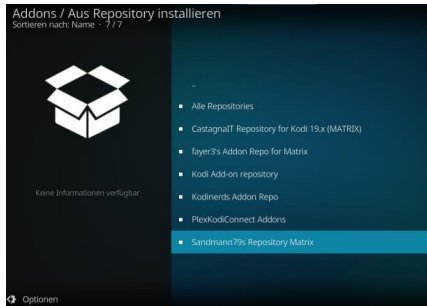 Addons / Aus Repository installieren
Sortieren nach: Name · 7 / 7
..
Alle Repositories
CastagnaIT Repository for Kodi 19.x (MATRIX)
fayer3's Addon Repo for Matrix
Kodi Add-on repository
Kodinerds Addon Repo
PlexKodiConnect Addons
Sandmann79s Repository Matrix
Keine Informationen verfügbar
Optionen